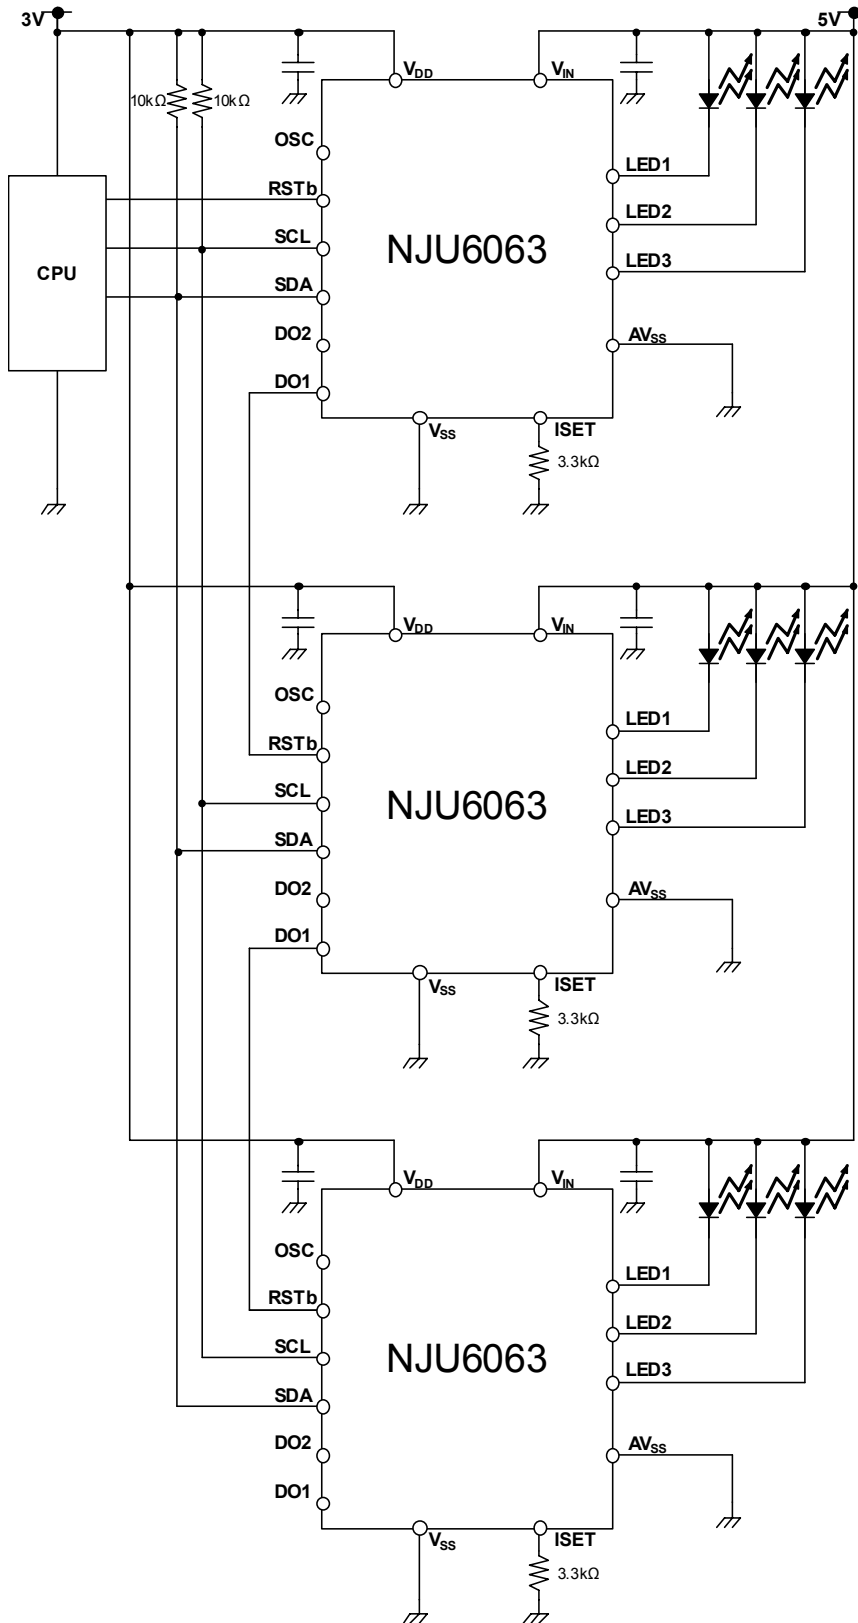 3V
5V
VDD
VIN
10kΩ
10kΩ
OSC
RSTb
SCL
SDA
DO2
DO1
CPU
NJU6063
LED1
LED2
LED3
AVSS
VSS
ISET
3.3kΩ
VDD
VIN
OSC
RSTb
SCL
SDA
DO2
DO1
NJU6063
LED1
LED2
LED3
AVSS
VSS
ISET
3.3kΩ
VDD
VIN
OSC
RSTb
SCL
SDA
DO2
DO1
NJU6063
LED1
LED2
LED3
AVSS
VSS
ISET
3.3kΩ